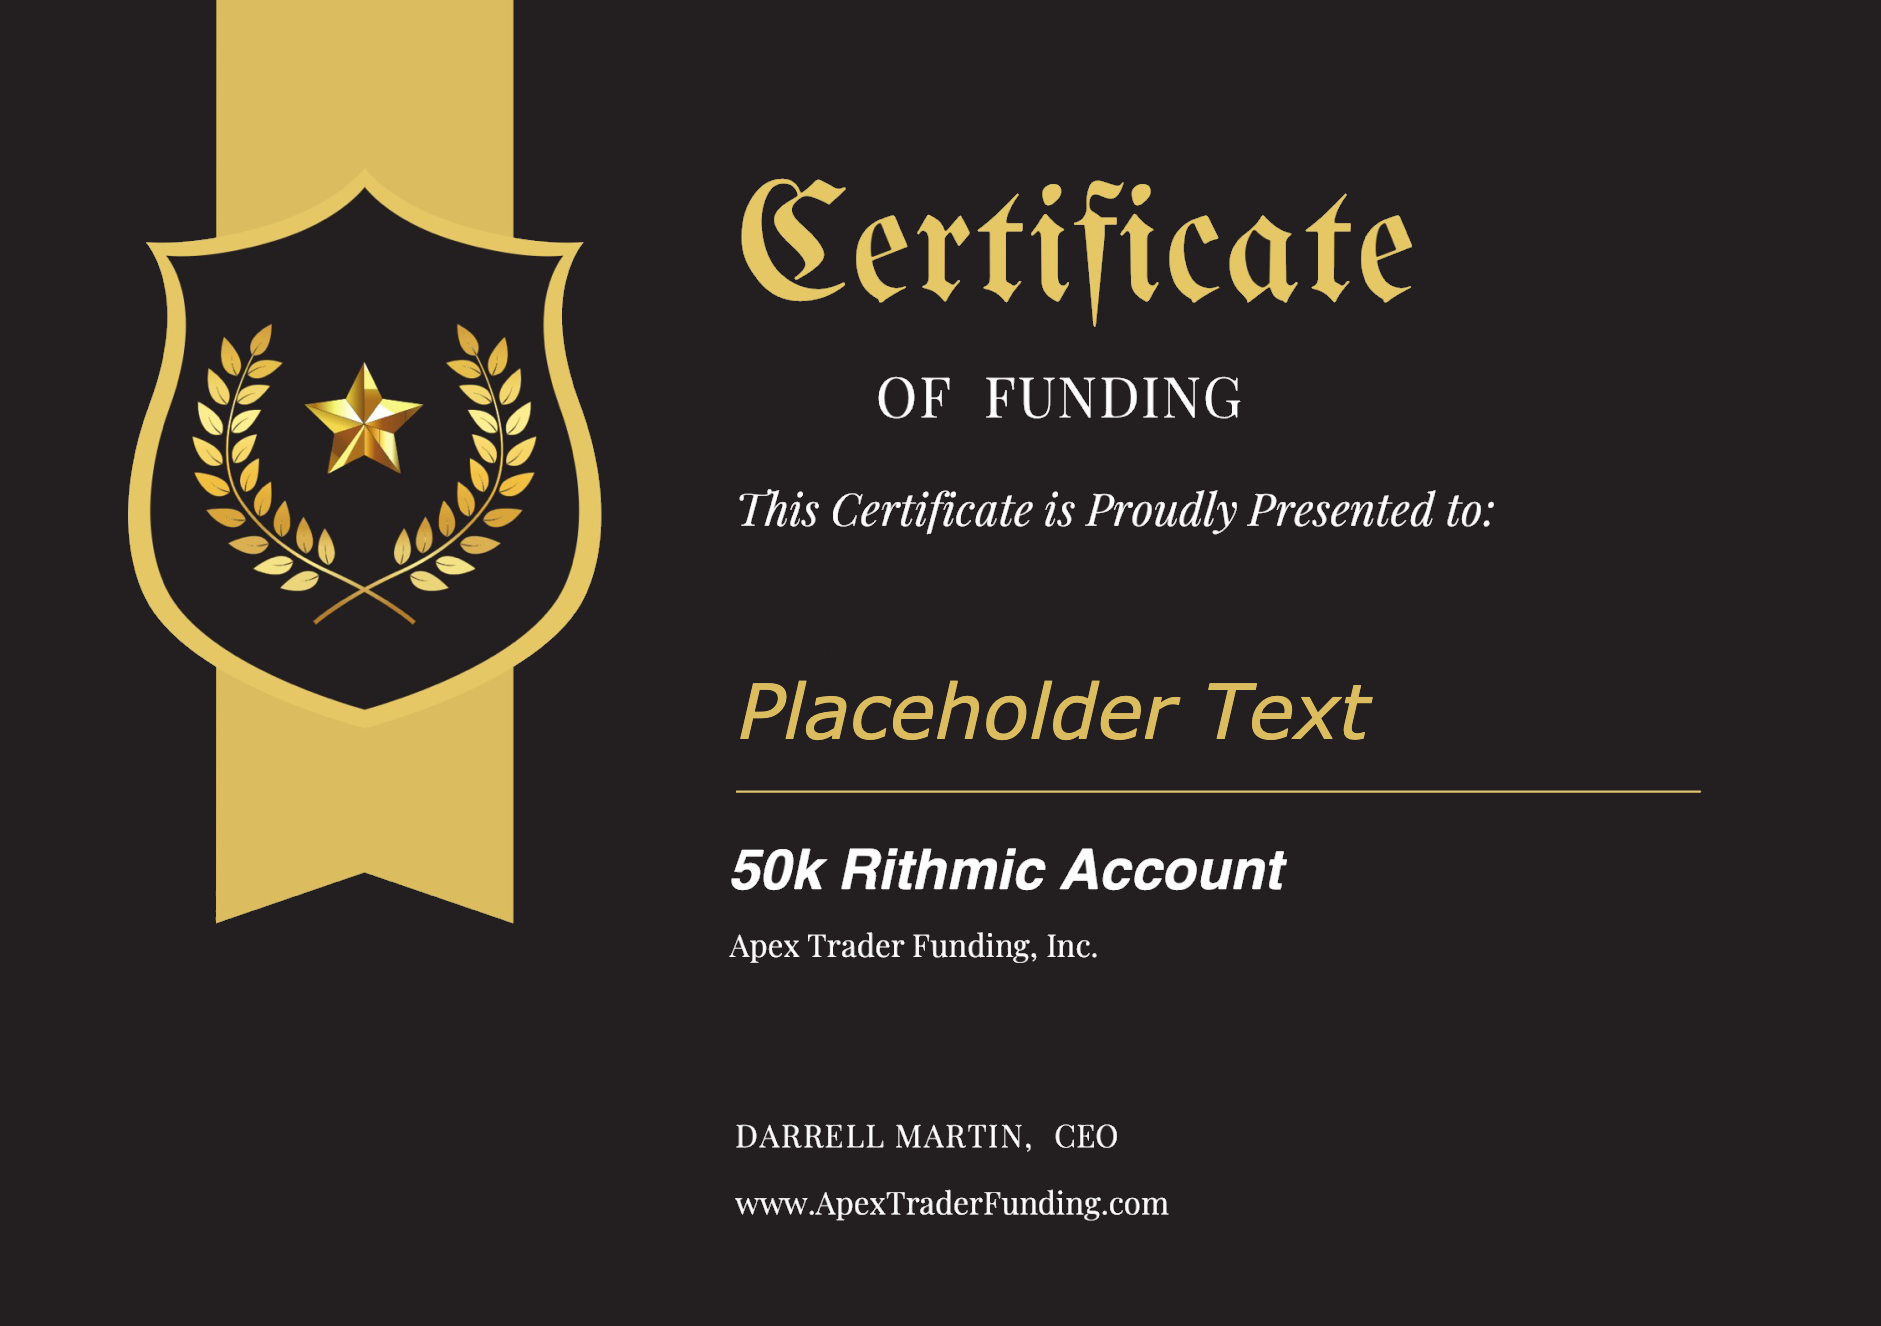 Certificate
OF FUNDING
This Certificate is Proudly Presented to:
Placeholder Text
50k Rithmic Account
Apex Trader Funding, Inc.
DARRELL MARTIN, CEO
www.ApexTraderFunding.com